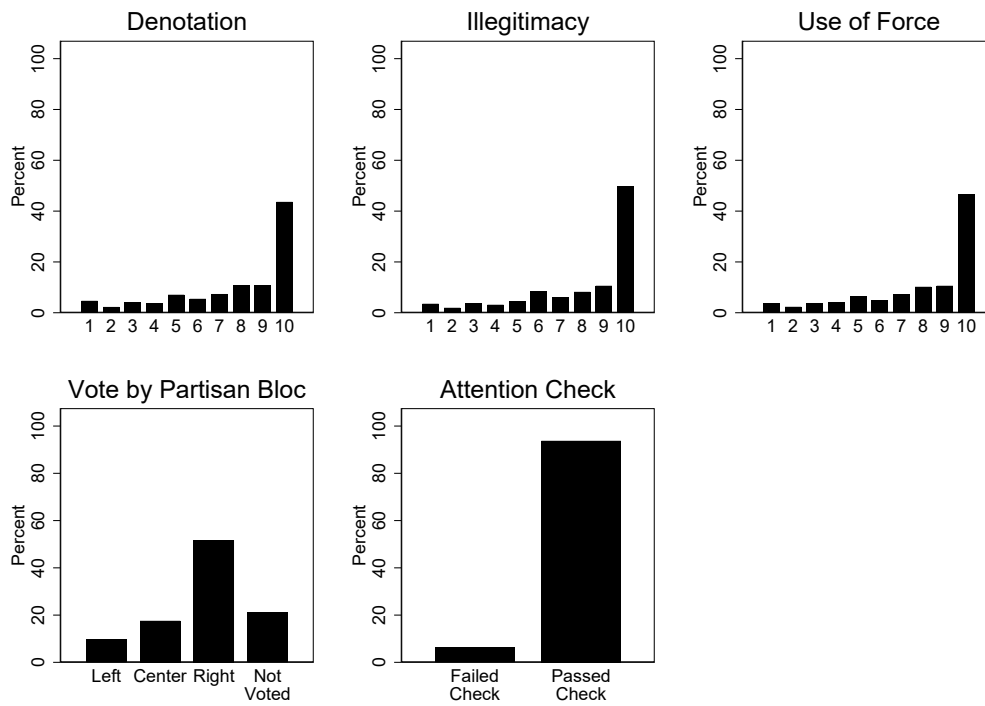 Denotation
Percent
0
20
40
60
80
100
1 2 3 4 5 6 7 8 9 10
Illegitimacy
Percent
0
20
40
60
80
100
1 2 3 4 5 6 7 8 9 10
Use of Force
Percent
0
20
40
60
80
100
1 2 3 4 5 6 7 8 9 10
Vote by Partisan Bloc
Percent
0
20
40
60
80
100
Left Center Right Not
Voted
Attention Check
Percent
0
20
40
60
80
100
Failed Passed
Check Check